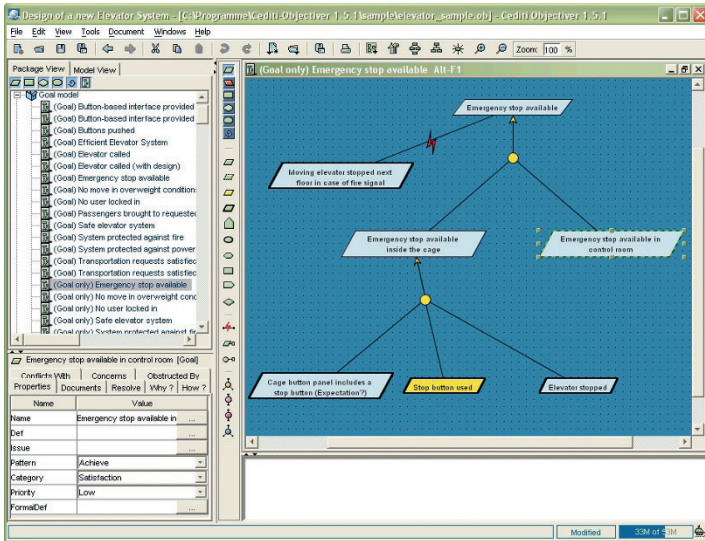 Design of a new Elevator System - [C:\Programme\Cediti-Objectiver 1.5.1\sample\elevator_sample.obj] - Cediti Objectiver 1.5.1
File Edit View Tools Document Windows Help
Zoom: 100 %
Package View Model View
Goal model
(Goal) Button-based interface provided
(Goal) Button-based interface provided
(Goal) Buttons pushed
(Goal) Efficient Elevator System
(Goal) Elevator called
(Goal) Elevator called (with design)
(Goal) Emergency stop available
(Goal) No move in overweight condition
(Goal) No user locked in
(Goal) Passengers brought to requested
(Goal) Safe elevator system
(Goal) System protected against fire
(Goal) System protected against power
(Goal) Transportation requests satisfied
(Goal) Transportation requests satisfied
(Goal only) Emergency stop available
(Goal only) No move in overweight cond
(Goal only) No user locked in
(Goal only) Safe elevator system
(Goal only) System protected against fir
Emergency stop available in control room [Goal]
Conflicts With Concerns Obstructed By
Properties Documents Resolve Why ? How ?
Name Value
Name Emergency stop available in ...
Def ...
Issue ...
Pattern Achieve
Category Satisfaction
Priority Low
FormalDef ...
(Goal only) Emergency stop available Alt-F1
Emergency stop available
Moving elevator stopped next
floor in case of fire signal
Emergency stop available
inside the cage
Emergency stop available in
control room
Cage button panel includes a
stop button (Expectation?)
Stop button used
Elevator stopped
Modified 33M of 93M